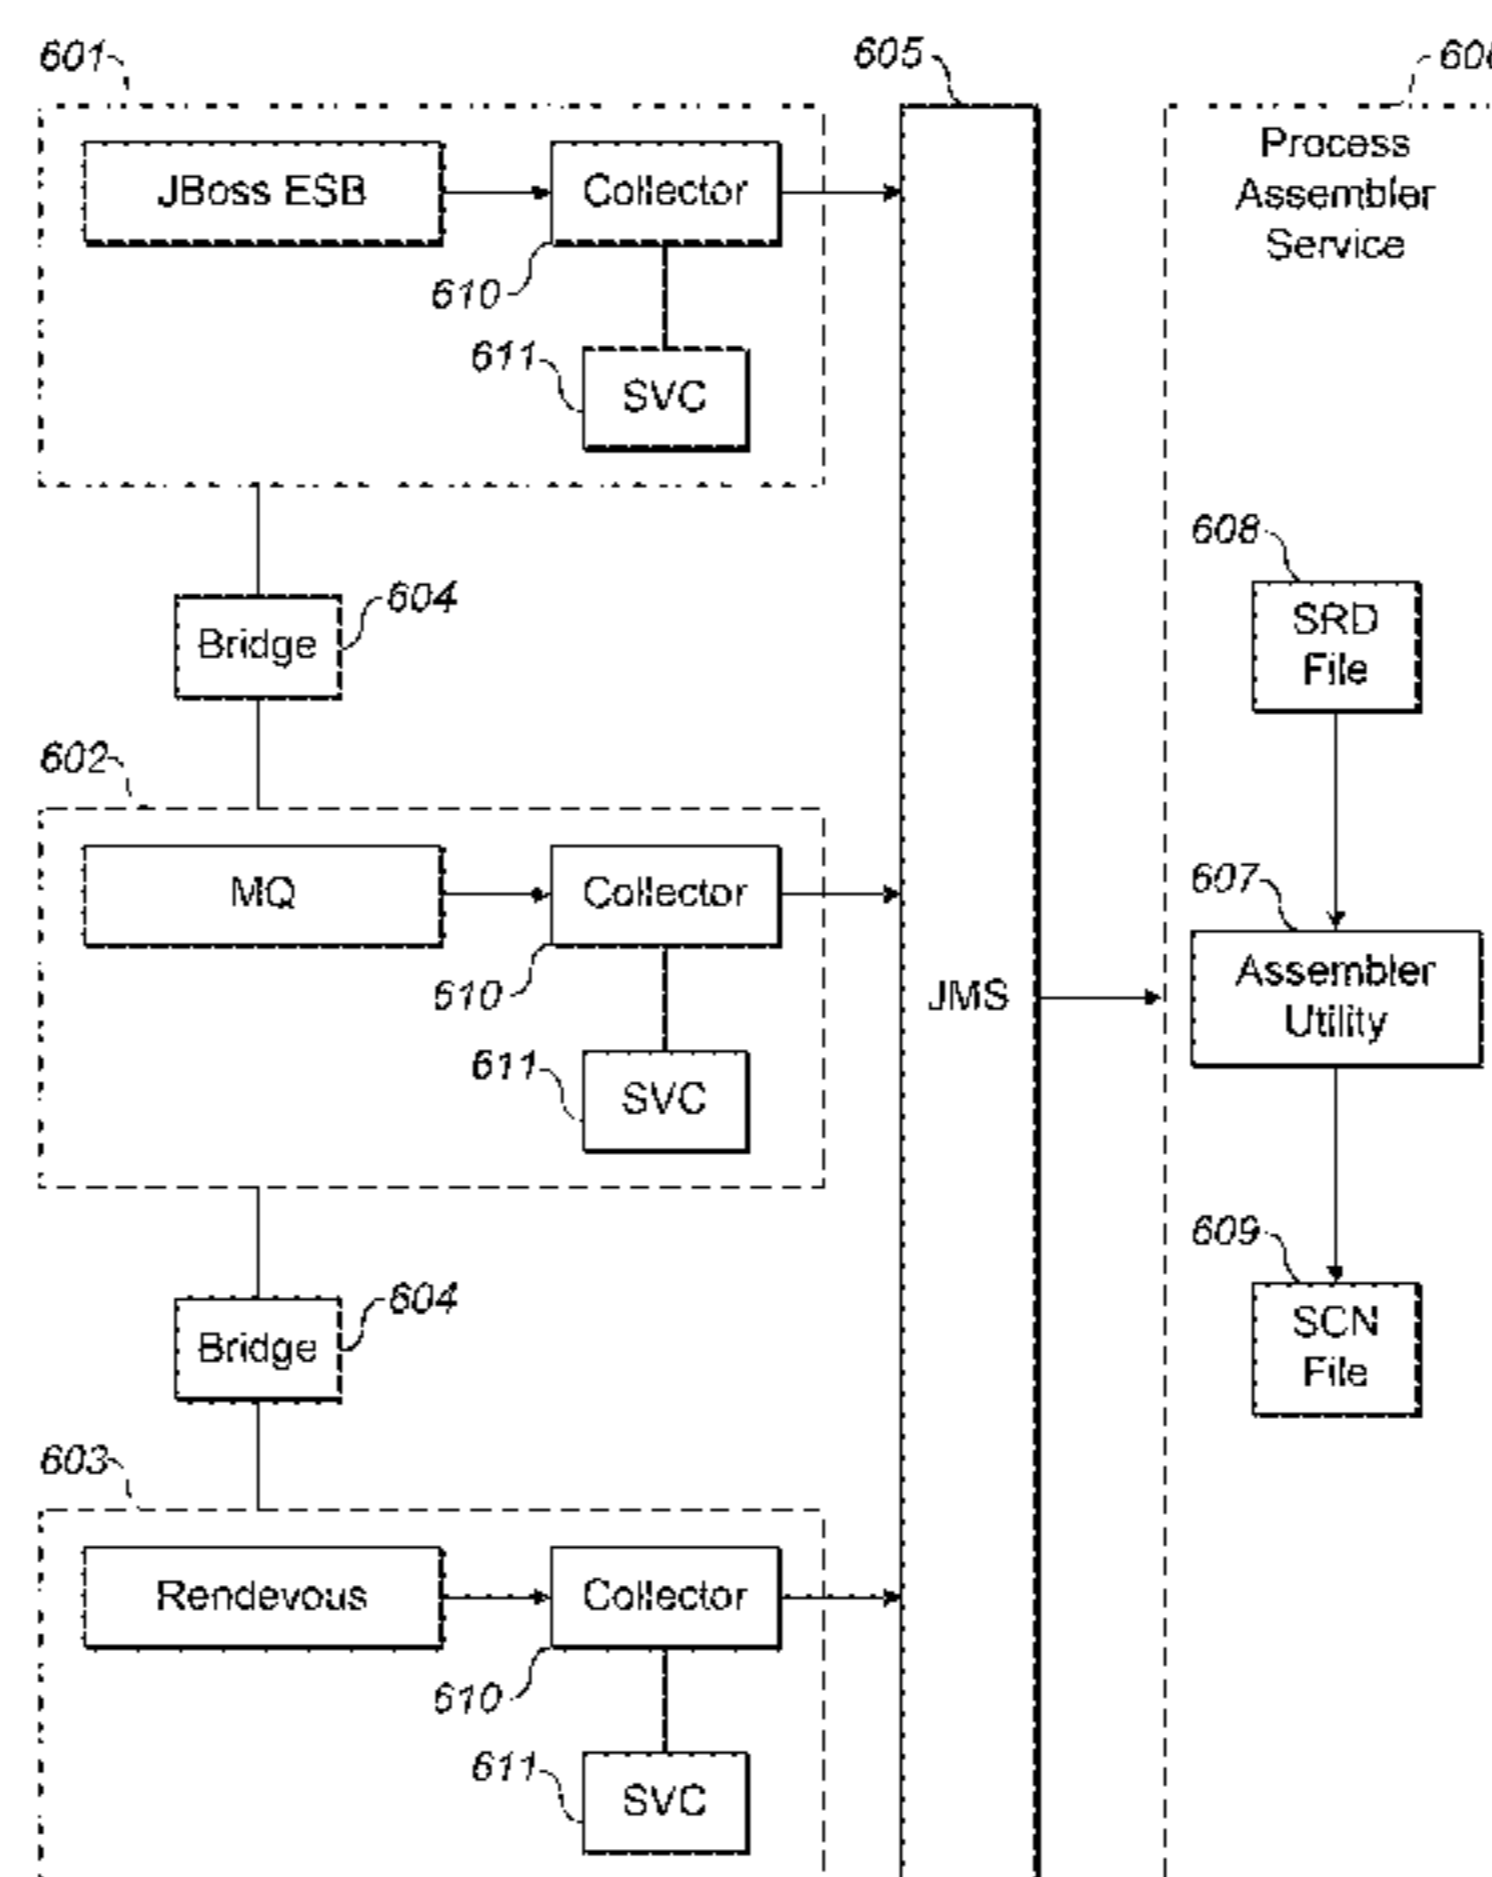 601
605
JBoss ESB
Collector
Process
Assembler
Service
610
611
SVC
604
Bridge
608
SRD
File
602
MQ
Collector
610
611
SVC
JMS
607
Assembler
Utility
604
Bridge
609
SCN
File
603
Rendevous
Collector
610
611
SVC